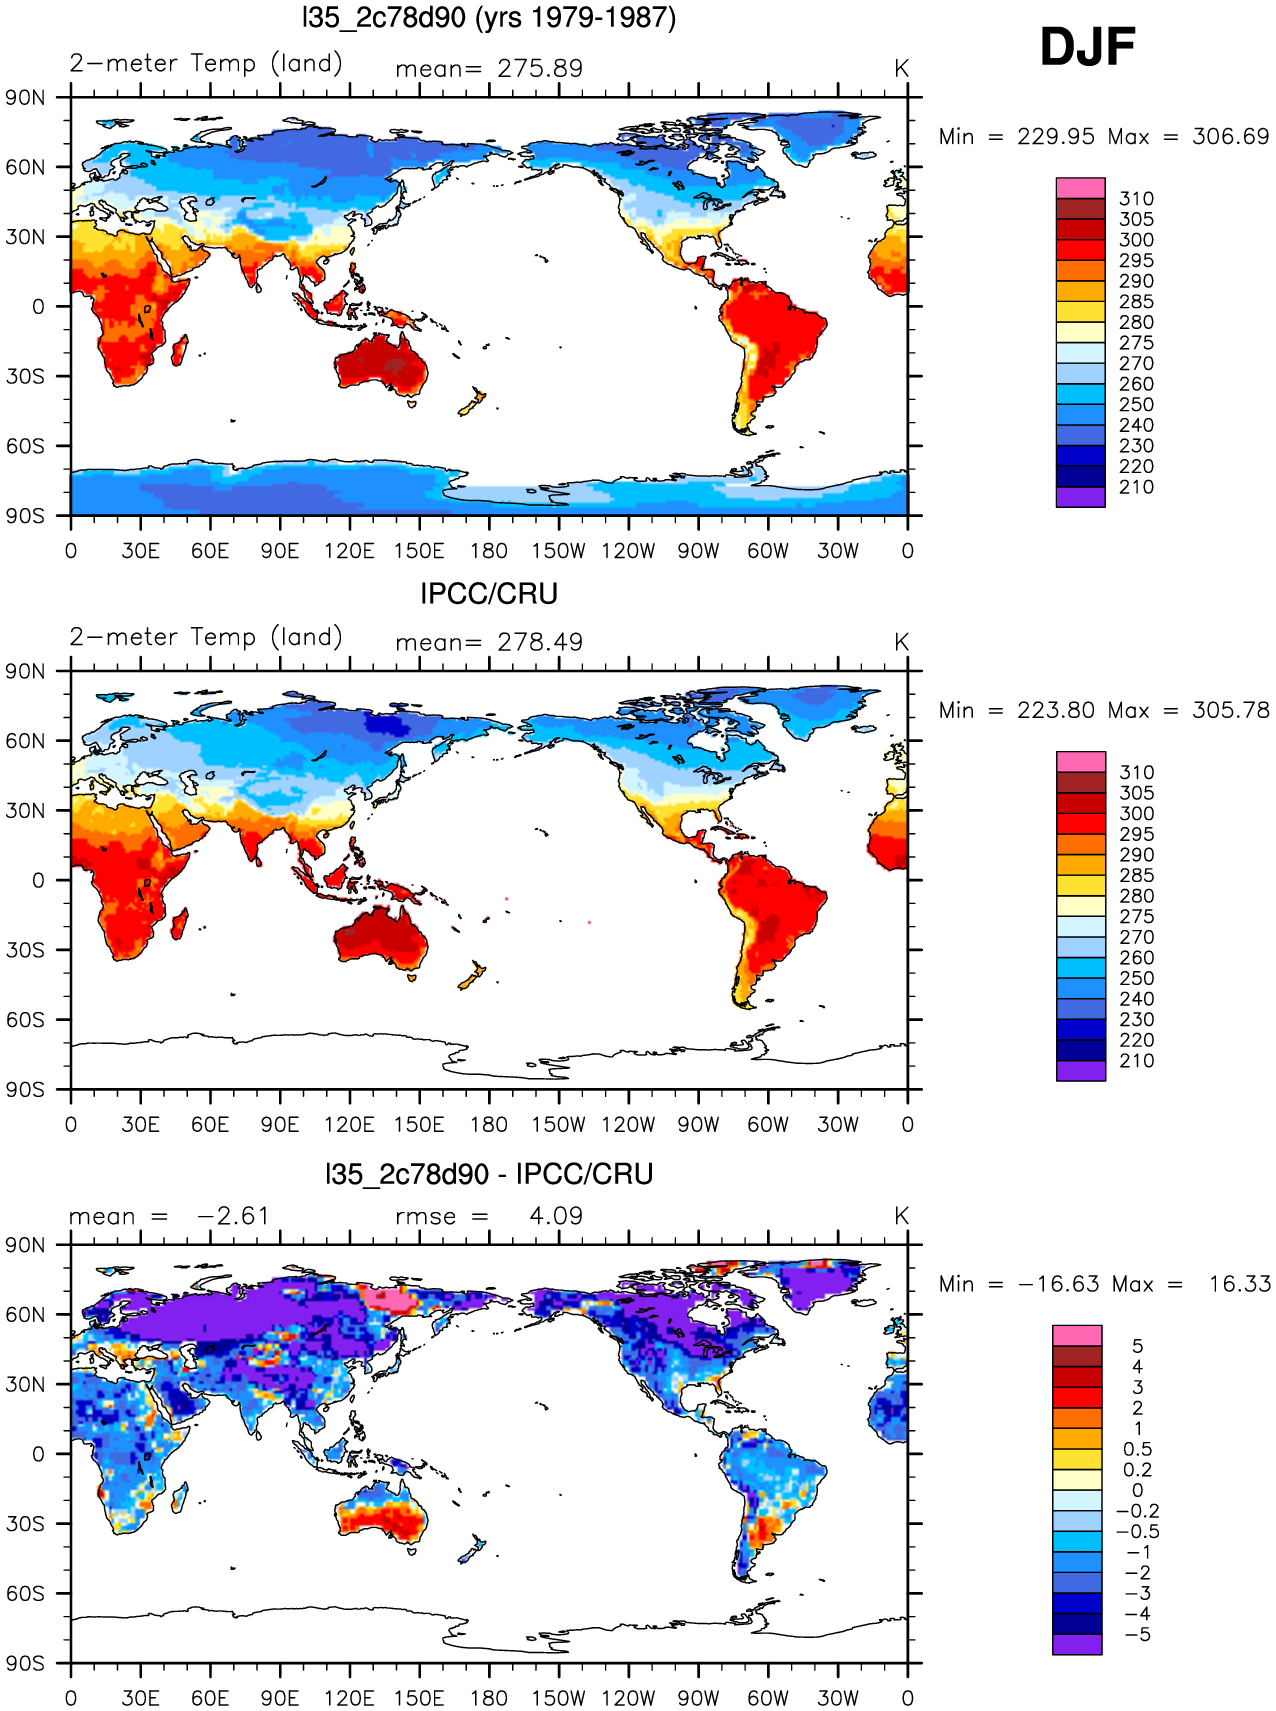 l35_2c78d90 (yrs 1979-1987)
DJF
2-meter Temp (land) mean= 275.89 K
Min = 229.95 Max = 306.69
90N
60N
30N
0
30S
60S
90S
0 30E 60E 90E 120E 150E 180 150W 120W 90W 60W 30W 0
310
305
300
295
290
285
280
275
270
260
250
240
230
220
210
IPCC/CRU
2-meter Temp (land) mean= 278.49 K
Min = 223.80 Max = 305.78
90N
60N
30N
0
30S
60S
90S
0 30E 60E 90E 120E 150E 180 150W 120W 90W 60W 30W 0
310
305
300
295
290
285
280
275
270
260
250
240
230
220
210
l35_2c78d90 - IPCC/CRU
mean = -2.61 rmse = 4.09 K
Min = -16.63 Max = 16.33
90N
60N
30N
0
30S
60S
90S
0 30E 60E 90E 120E 150E 180 150W 120W 90W 60W 30W 0
5
4
3
2
1
0.5
0.2
0
-0.2
-0.5
-1
-2
-3
-4
-5